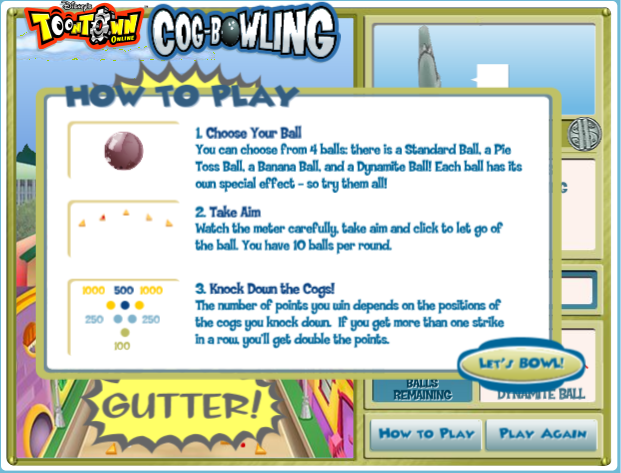 Disney's
TOONTOWN
ONLINE
COG-BOWLING
HOW TO PLAY
1. Choose Your Ball
You can choose from 4 balls: there is a Standard Ball, a Pie
Toss Ball, a Banana Ball, and a Dynamite Ball! Each ball has its
own special effect - so try them all!
2. Take Aim
Watch the meter carefully, take aim and click to let go of
the ball. You have 10 balls per round.
1000 500 1000
250 250
100
3. Knock Down the Cogs!
The number of points you win depends on the positions of
the cogs you knock down. If you get more than one strike
in a row, you'll get double the points.
LET'S BOWL!
GUTTER!
BALLS
REMAINING
DYNAMITE BALL
HOW TO PLAY
PLAY AGAIN